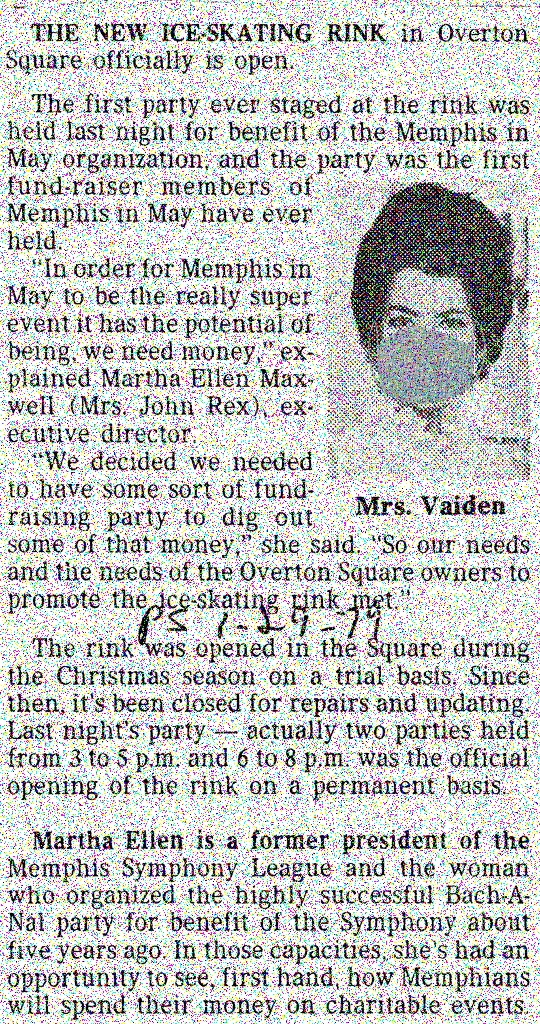 THE NEW ICE-SKATING RINK in Overton
Square officially is open.
The first party ever staged at the rink was
held last night for benefit of the Memphis in
May organization, and the party was the first
fund-raiser members of
Memphis in May have ever
held.
"In order for Memphis in
May to be the really super
event it has the potential of
being, we need money," ex-
plained Martha Ellen Max-
well (Mrs. John Rex), ex-
ecutive director.
"We decided we needed
to have some sort of fund-
raising party to dig out
Mrs. Vaiden
some of that money," she said. "So our needs
and the needs of the Overton Square owners to
promote the ice-skating rink met."
PS 1-29-79
The rink was opened in the Square during
the Christmas season on a trial basis. Since
then, it's been closed for repairs and updating.
Last night's party — actually two parties held
from 3 to 5 p.m. and 6 to 8 p.m. was the official
opening of the rink on a permanent basis.
Martha Ellen is a former president of the
Memphis Symphony League and the woman
who organized the highly successful Bach-A-
Nal party for benefit of the Symphony about
five years ago. In those capacities, she's had an
opportunity to see, first hand, how Memphians
will spend their money on charitable events.